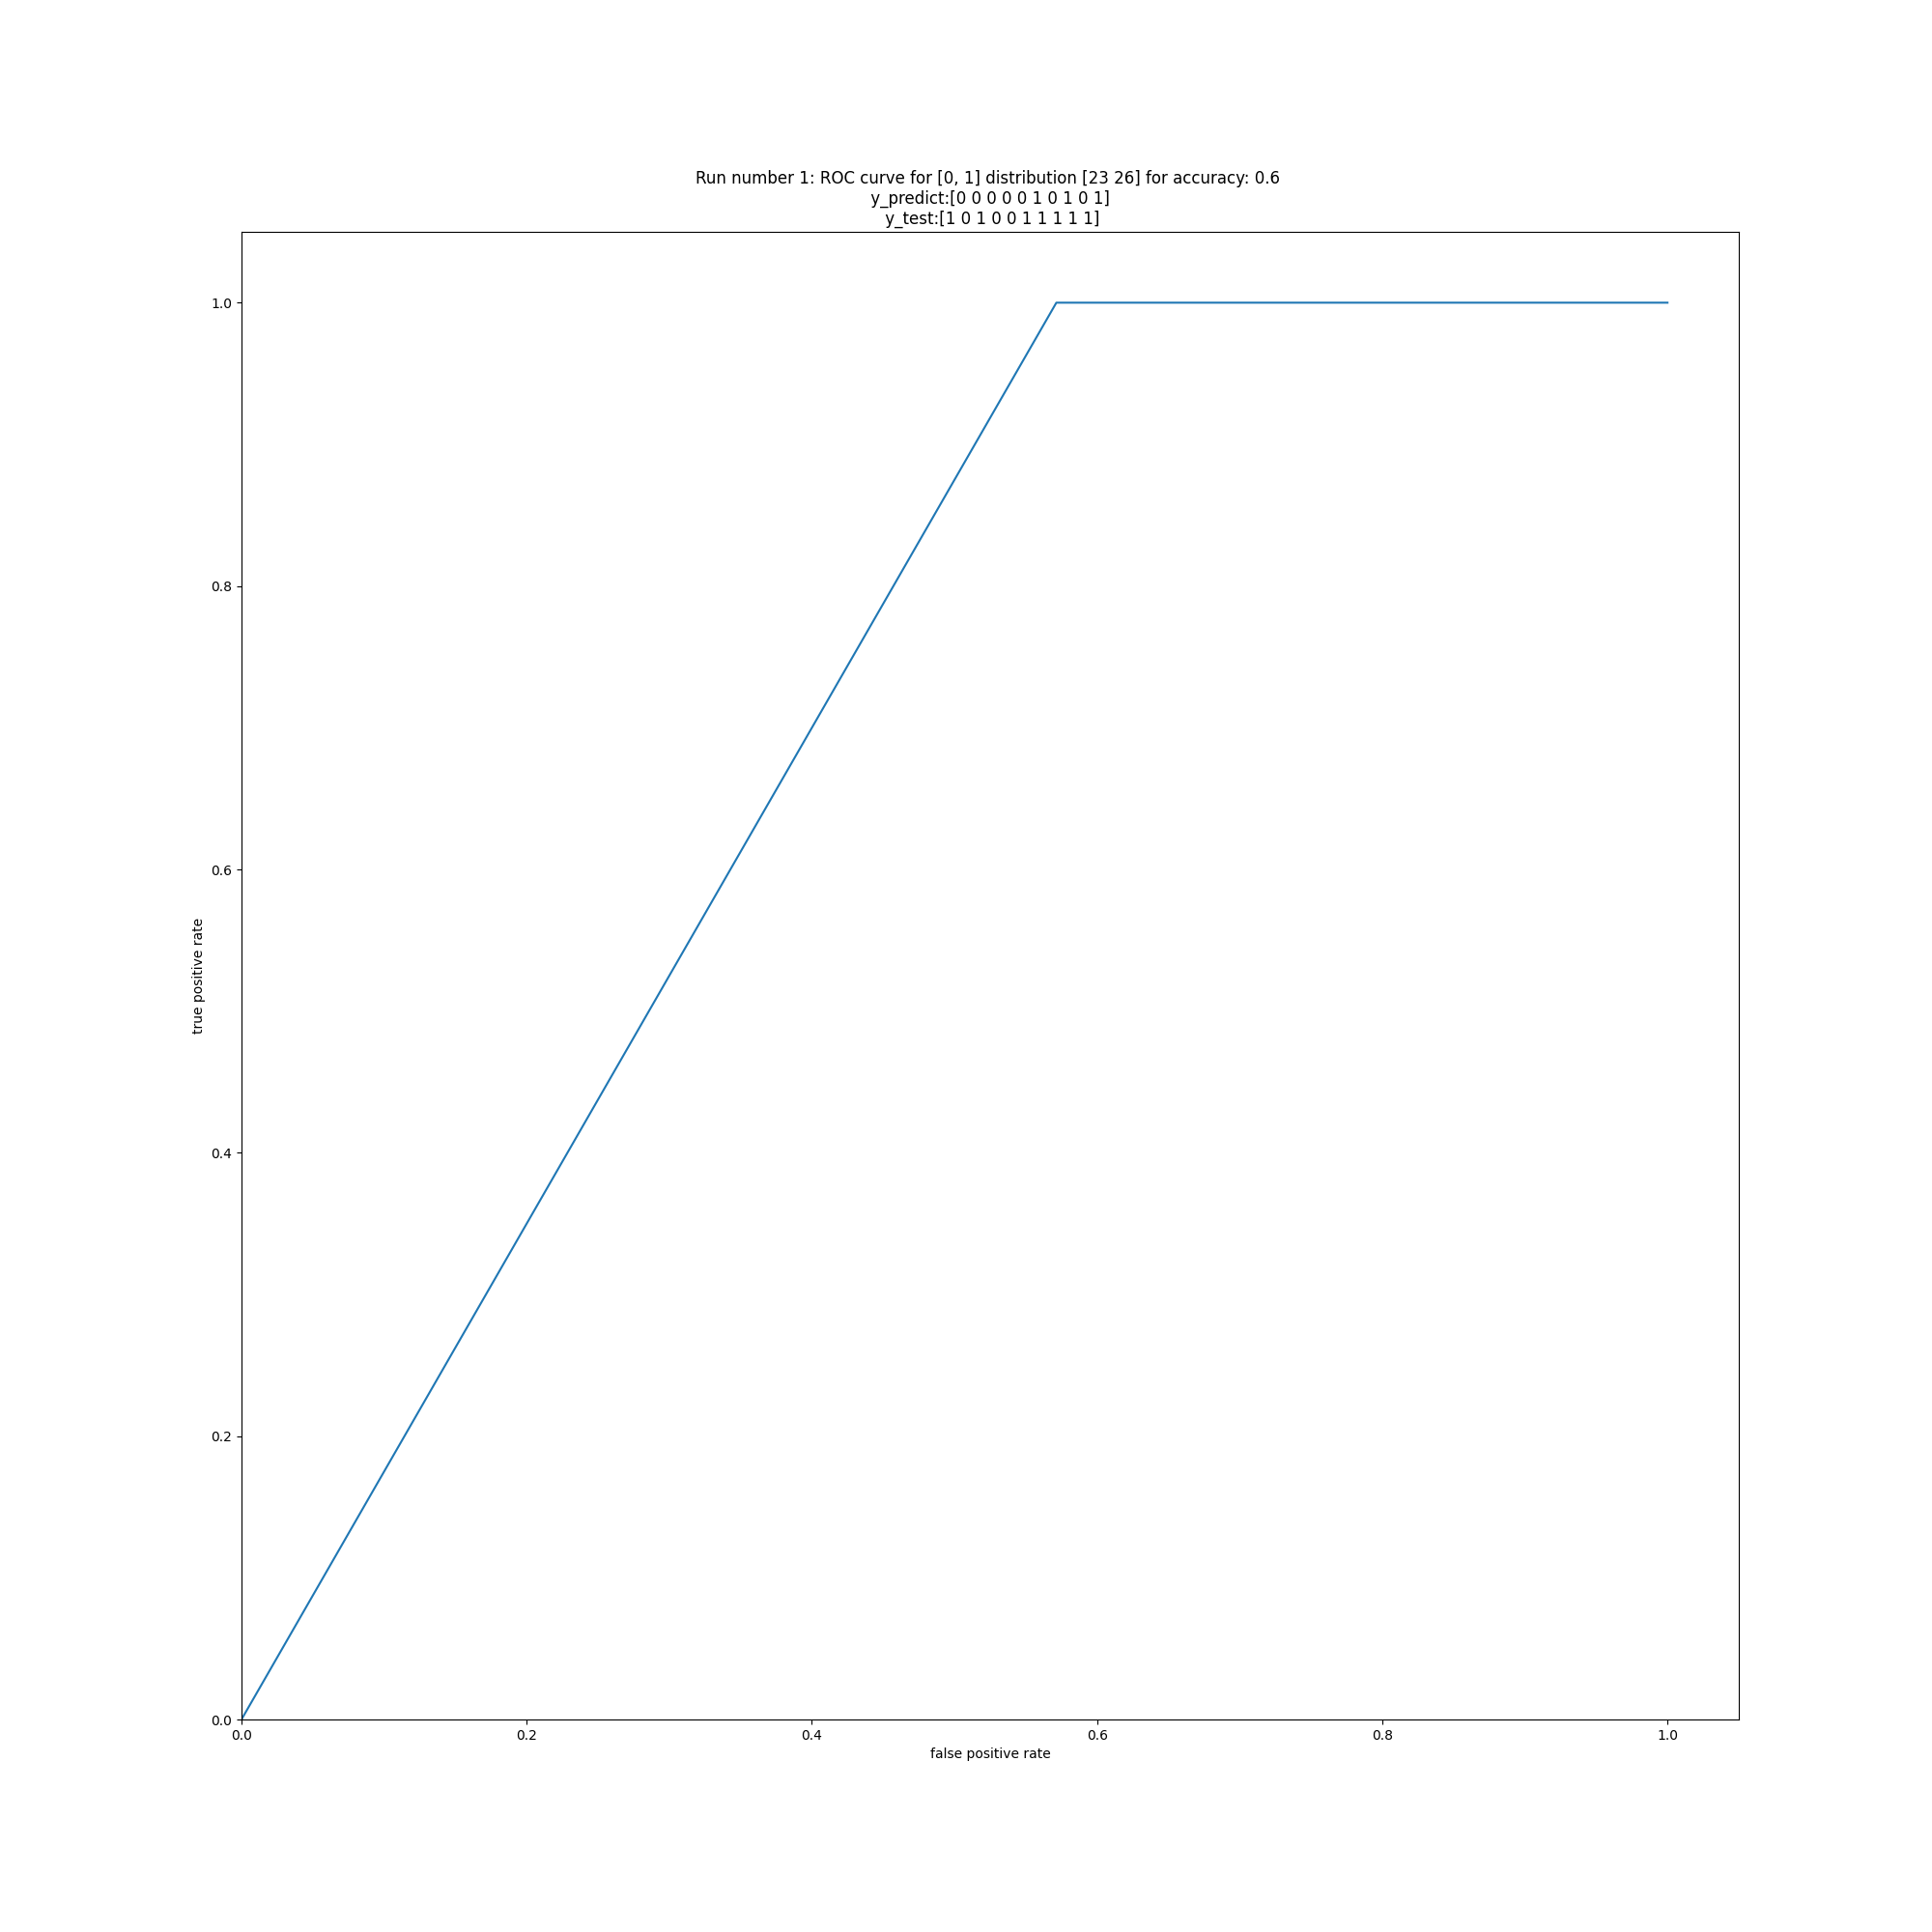 Run number 1: ROC curve for [0, 1] distribution [23 26] for accuracy: 0.6
y_predict:[0 0 0 0 0 1 0 1 0 1]
y_test:[1 0 1 0 0 1 1 1 1 1]
1.0
0.8
0.6
0.4
0.2
0.0
true positive rate
0.0 0.2 0.4 0.6 0.8 1.0
false positive rate